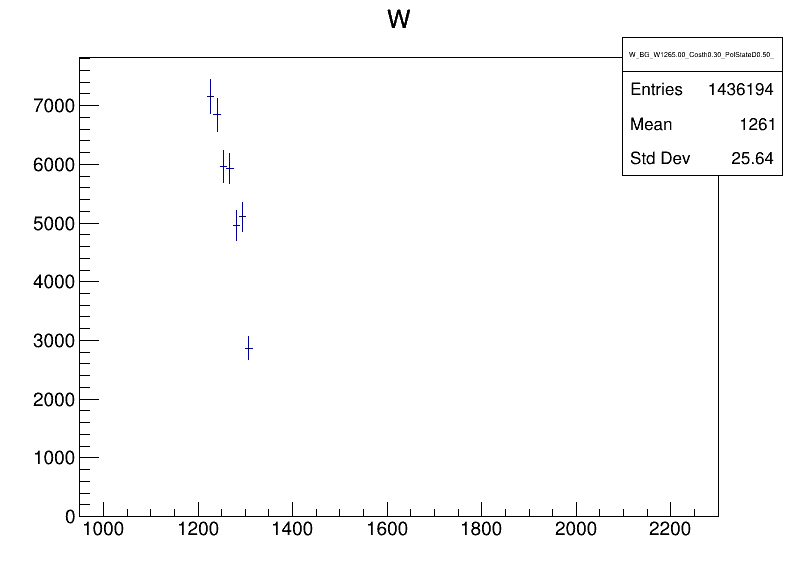 W
W_BG_W1265.00_Costh0.30_PolStateD0.50_
Entries 1436194
Mean 1261
Std Dev 25.64
7000
6000
5000
4000
3000
2000
1000
0
1000 1200 1400 1600 1800 2000 2200